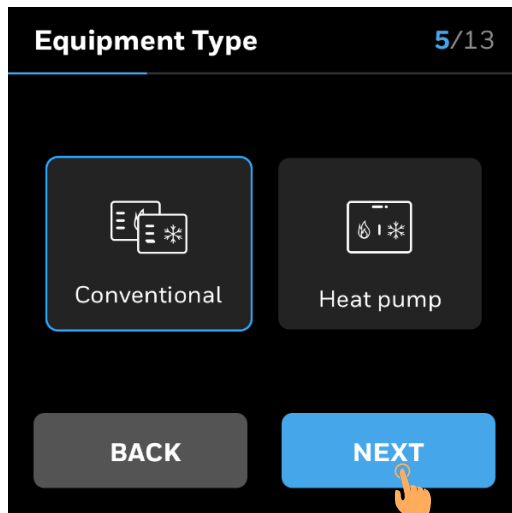 Equipment Type 5/13
Conventional
Heat pump
BACK
NEXT